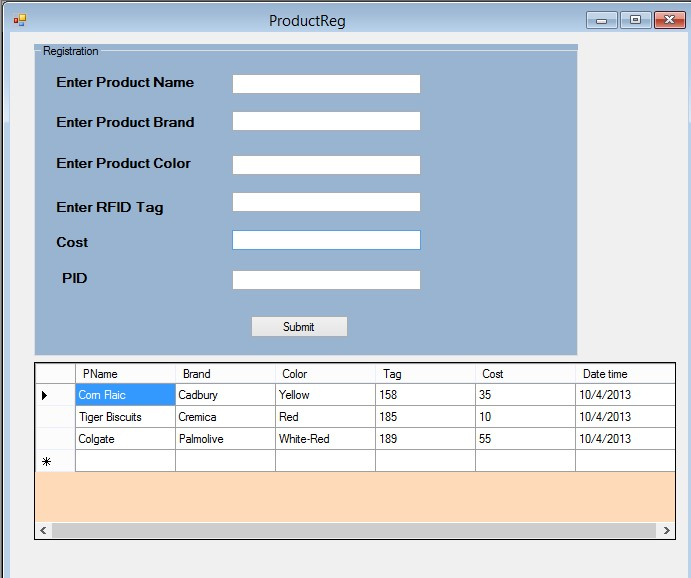 ProductReg
Registration
Enter Product Name
Enter Product Brand
Enter Product Color
Enter RFID Tag
Cost
PID
Submit
PName Brand Color Tag Cost Date time
Corn Flaic Cadbury Yellow 158 35 10/4/2013
Tiger Biscuits Cremica Red 185 10 10/4/2013
Colgate Palmolive White-Red 189 55 10/4/2013